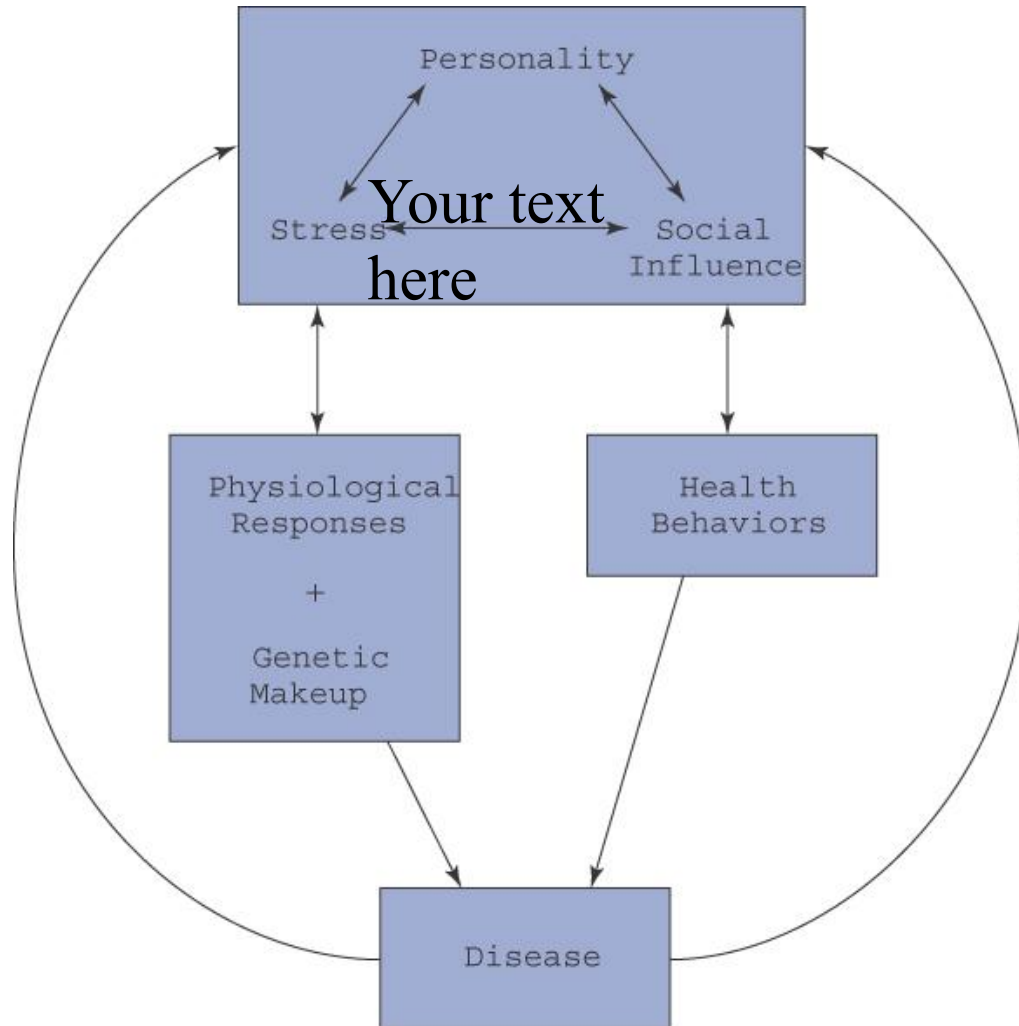 Personality
Your text
Stress
Social
here
Influence
Physiological
Responses
+
Genetic
Makeup
Health
Behaviors
Disease